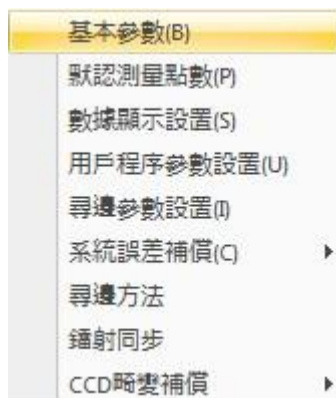 基本參數(B)
默認測量點數(P)
數據顯示設置(S)
用戶程序參數設置(U)
尋邊參數設置(I)
系統誤差補償(C)
尋邊方法
鐳射同步
CCD畸變補償